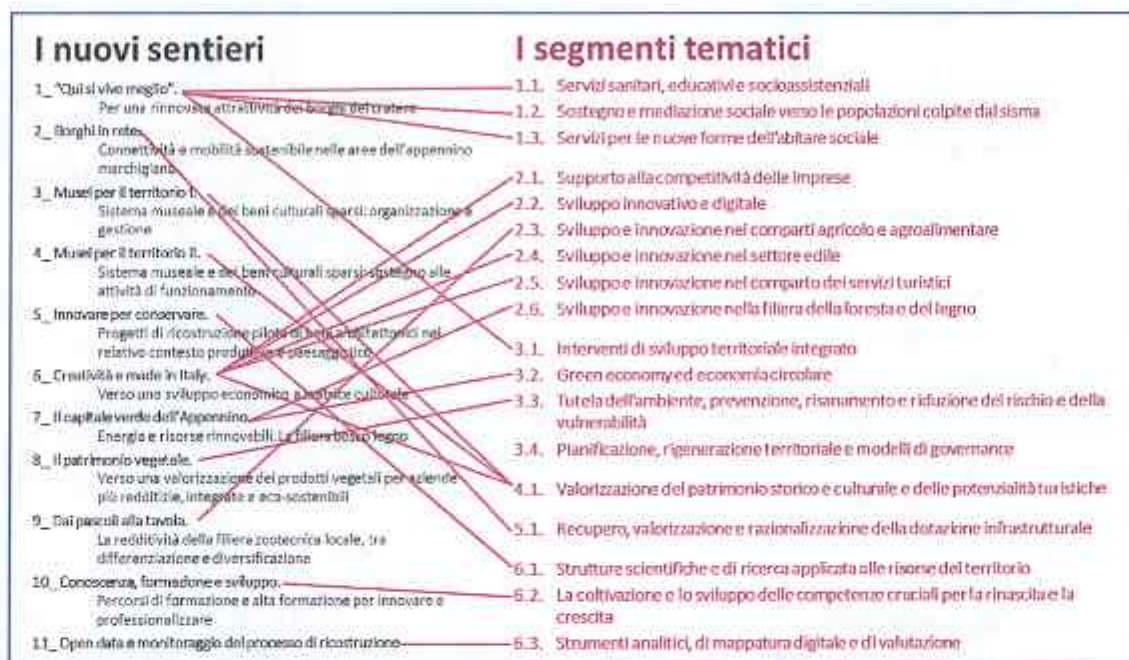 I nuovi sentieri
1_ "Qui si vive meglio".
Per una rinnovata attrattività dei borghi del cratere
2_ Borghi in rete.
Connettività e mobilità sostenibile nelle aree dell'appennino
marchigiano
3_ Musei per il territorio I.
Sistema museale e dei beni culturali sparsi: organizzazione e
gestione
4_ Musei per il territorio II.
Sistema museale e dei beni culturali sparsi: sostegno alle
attività di funzionamento
5_ Innovare per conservare.
Progetti di ricostruzione pilota di beni architettonici nel
relativo contesto produttivo e paesaggistico
6_ Creatività e made in Italy.
Verso uno sviluppo economico a matrice culturale
7_ Il capitale verde dell'Appennino.
Energia e risorse rinnovabili. La filiera bosco legno
8_ Il patrimonio vegetale.
Verso una valorizzazione dei prodotti vegetali per aziende
più redditizie, integrate e eco-sostenibili
9_ Dai pascoli alla tavola.
La redditività della filiera zootecnica locale, tra
differenziazione e diversificazione
10_ Conoscenza, formazione e sviluppo.
Percorsi di formazione e alta formazione per innovare e
professionalizzare
11_ Open data e monitoraggio del processo di ricostruzione
I segmenti tematici
1.1. Servizi sanitari, educativi e socioassistenziali
1.2. Sostegno e mediazione sociale verso le popolazioni colpite dal sisma
1.3. Servizi per le nuove forme dell'abitare sociale
2.1. Supporto alla competitività delle imprese
2.2. Sviluppo innovativo e digitale
2.3. Sviluppo e innovazione nei comparti agricolo e agroalimentare
2.4. Sviluppo e innovazione nel settore edile
2.5. Sviluppo e innovazione nel comparto dei servizi turistici
2.6. Sviluppo e innovazione nella filiera della foresta e del legno
3.1. Interventi di sviluppo territoriale integrato
3.2. Green economy ed economia circolare
3.3. Tutela dell'ambiente, prevenzione, risanamento e riduzione del rischio e della
vulnerabilità
3.4. Pianificazione, rigenerazione territoriale e modelli di governance
4.1. Valorizzazione del patrimonio storico e culturale e delle potenzialità turistiche
5.1. Recupero, valorizzazione e razionalizzazione della dotazione infrastrutturale
6.1. Strutture scientifiche e di ricerca applicata alle risorse del territorio
6.2. La coltivazione e lo sviluppo delle competenze cruciali per la rinascita e la
crescita
6.3. Strumenti analitici, di mappatura digitale e di valutazione